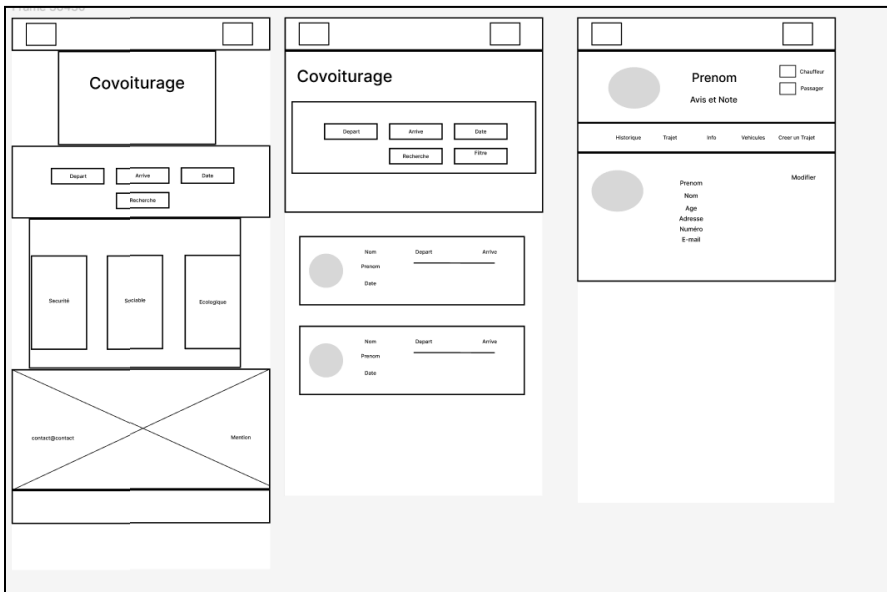 Covoiturage
Depart
Arrive
Date
Recherche
Securité
Suclable
Ecologique
contact@contact
Mention
Covoiturage
Depart
Arrive
Date
Recherche
Filtre
Nom
Depart
Arrive
Prenom
Date
Nom
Depart
Arrive
Prenom
Date
Prenom
Avis et Note
Chauffeur
Passager
Historique
Trajet
Info
Vehicules
Creer un Trajet
Modifier
Prenom
Nom
Age
Adresse
Numéro
E-mail